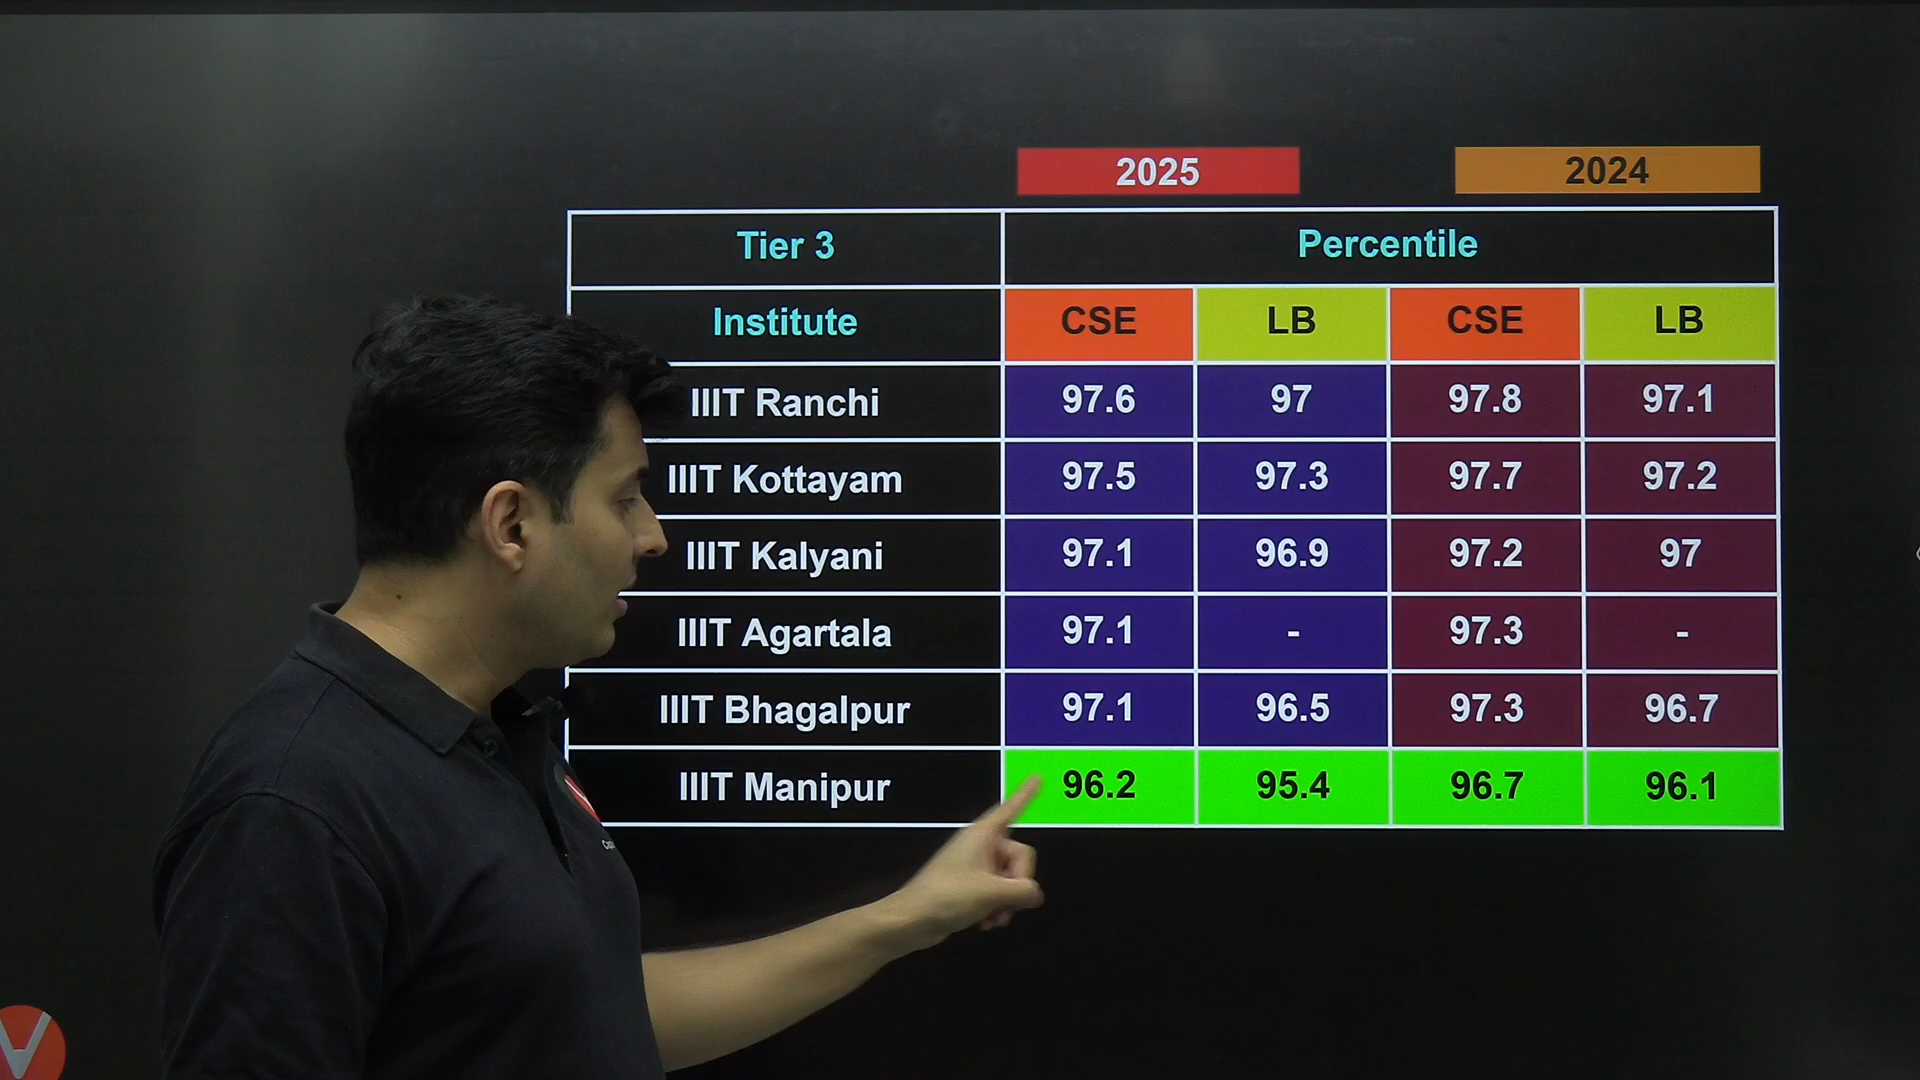 2025 2024
Tier 3 Percentile
Institute CSE LB CSE LB
IIIT Ranchi 97.6 97 97.8 97.1
IIIT Kottayam 97.5 97.3 97.7 97.2
IIIT Kalyani 97.1 96.9 97.2 97
IIIT Agartala 97.1 - 97.3 -
IIIT Bhagalpur 97.1 96.5 97.3 96.7
IIIT Manipur 96.2 95.4 96.7 96.1
V